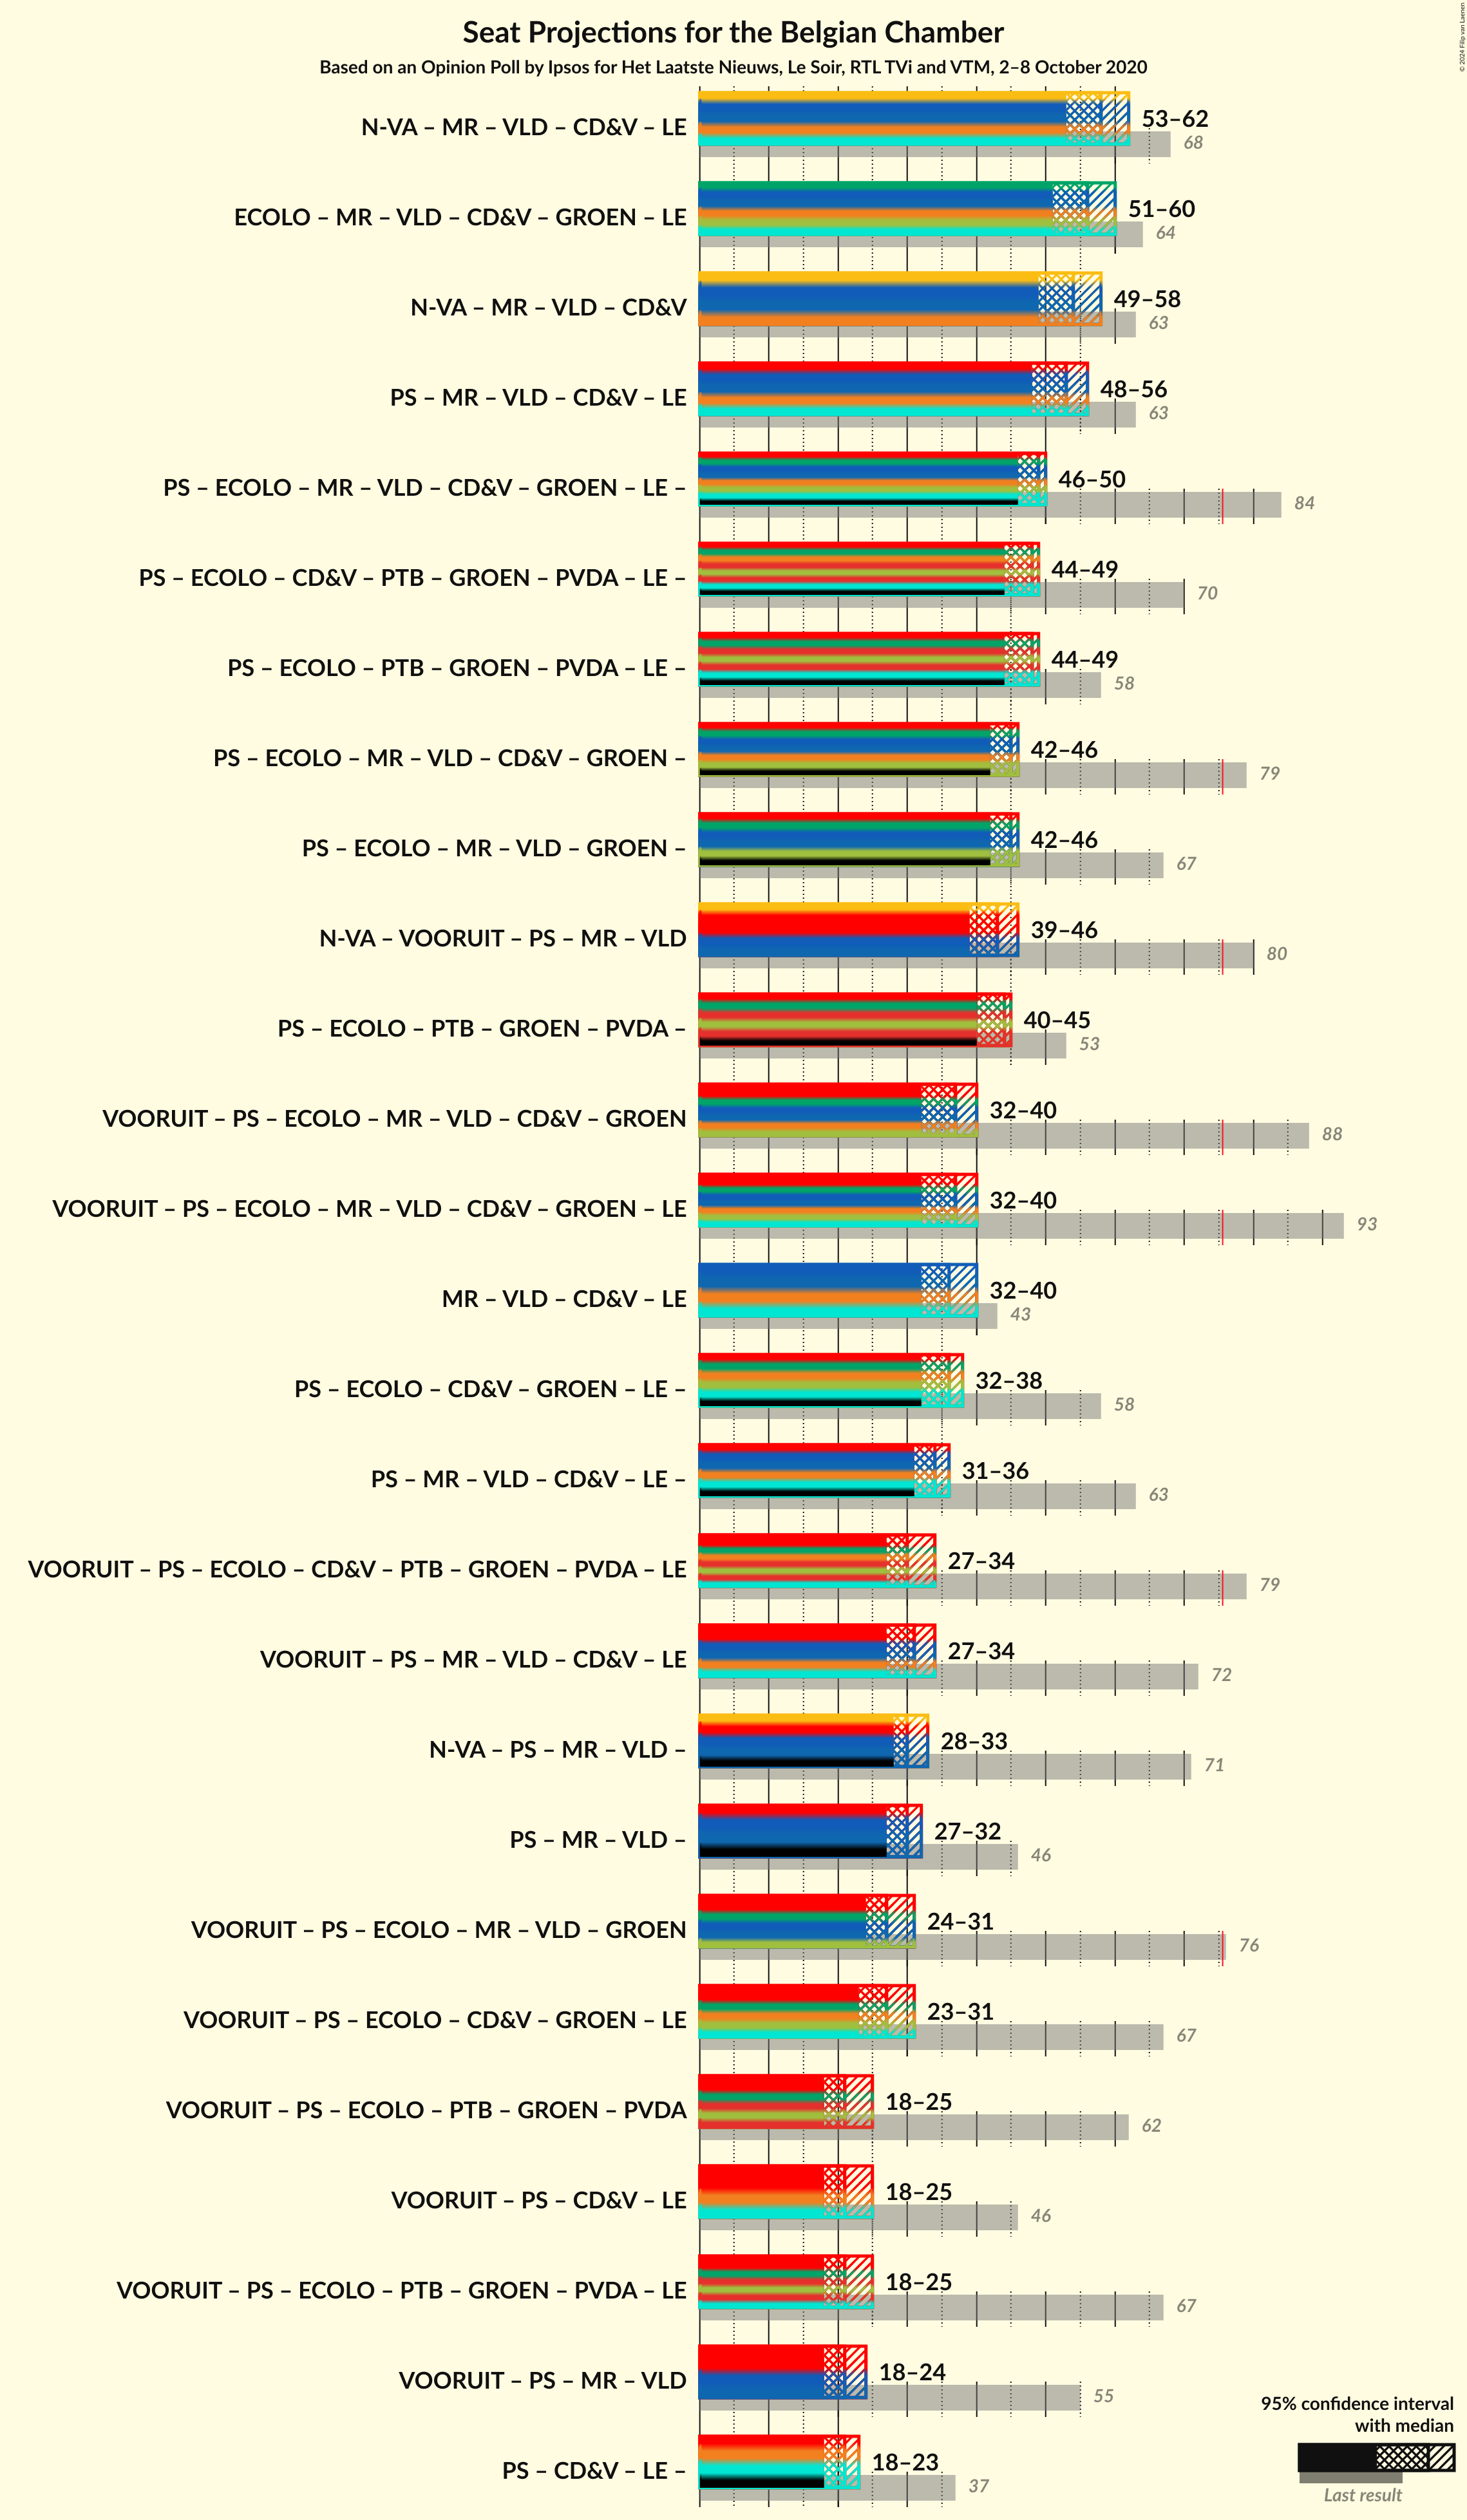 Seat Projections for the Belgian Chamber
Based on an Opinion Poll by Ipsos for Het Laatste Nieuws, Le Soir, RTL TVi and VTM, 2–8 October 2020
© 2024 Filip van Laenen
N-VA – MR – VLD – CD&V – LE
53–62
68
ECOLO – MR – VLD – CD&V – GROEN – LE
51–60
64
N-VA – MR – VLD – CD&V
49–58
63
PS – MR – VLD – CD&V – LE
48–56
63
PS – ECOLO – MR – VLD – CD&V – GROEN – LE –
46–50
84
PS – ECOLO – CD&V – PTB – GROEN – PVDA – LE –
44–49
70
PS – ECOLO – PTB – GROEN – PVDA – LE –
44–49
58
PS – ECOLO – MR – VLD – CD&V – GROEN –
42–46
79
PS – ECOLO – MR – VLD – GROEN –
42–46
67
N-VA – VOORUIT – PS – MR – VLD
39–46
80
PS – ECOLO – PTB – GROEN – PVDA –
40–45
53
VOORUIT – PS – ECOLO – MR – VLD – CD&V – GROEN
32–40
88
VOORUIT – PS – ECOLO – MR – VLD – CD&V – GROEN – LE
32–40
93
MR – VLD – CD&V – LE
32–40
43
PS – ECOLO – CD&V – GROEN – LE –
32–38
58
PS – MR – VLD – CD&V – LE –
31–36
63
VOORUIT – PS – ECOLO – CD&V – PTB – GROEN – PVDA – LE
27–34
79
VOORUIT – PS – MR – VLD – CD&V – LE
27–34
72
N-VA – PS – MR – VLD –
28–33
71
PS – MR – VLD –
27–32
46
VOORUIT – PS – ECOLO – MR – VLD – GROEN
24–31
76
VOORUIT – PS – ECOLO – CD&V – GROEN – LE
23–31
67
VOORUIT – PS – ECOLO – PTB – GROEN – PVDA
18–25
62
VOORUIT – PS – CD&V – LE
18–25
46
VOORUIT – PS – ECOLO – PTB – GROEN – PVDA – LE
18–25
67
VOORUIT – PS – MR – VLD
18–24
55
PS – CD&V – LE –
18–23
37
95% confidence interval
with median
Last result